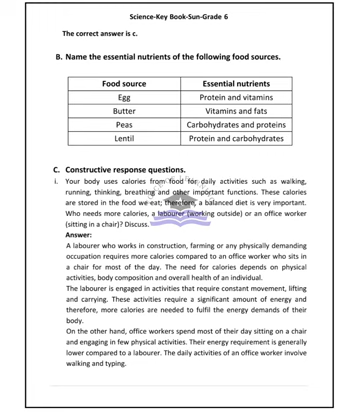 Science-Key Book-Sun-Grade 6
The correct answer is c.
B. Name the essential nutrients of the following food sources.
Food source Essential nutrients
Egg Protein and vitamins
Butter Vitamins and fats
Peas Carbohydrates and proteins
Lentil Protein and carbohydrates
C. Constructive response questions.
i. Your body uses calories from food for daily activities such as walking,
running, thinking, breathing and other important functions. These calories
are stored in the food we eat; therefore, a balanced diet is very important.
Who needs more calories, a labourer (working outside) or an office worker
(sitting in a chair)? Discuss.
Answer:
A labourer who works in construction, farming or any physically demanding
occupation requires more calories compared to an office worker who sits in
a chair for most of the day. The need for calories depends on physical
activities, body composition and overall health of an individual.
The labourer is engaged in activities that require constant movement, lifting
and carrying. These activities require a significant amount of energy and
therefore, more calories are needed to fulfil the energy demands of their
body.
On the other hand, office workers spend most of their day sitting on a chair
and engaging in few physical activities. Their energy requirement is generally
lower compared to a labourer. The daily activities of an office worker involve
walking and typing.